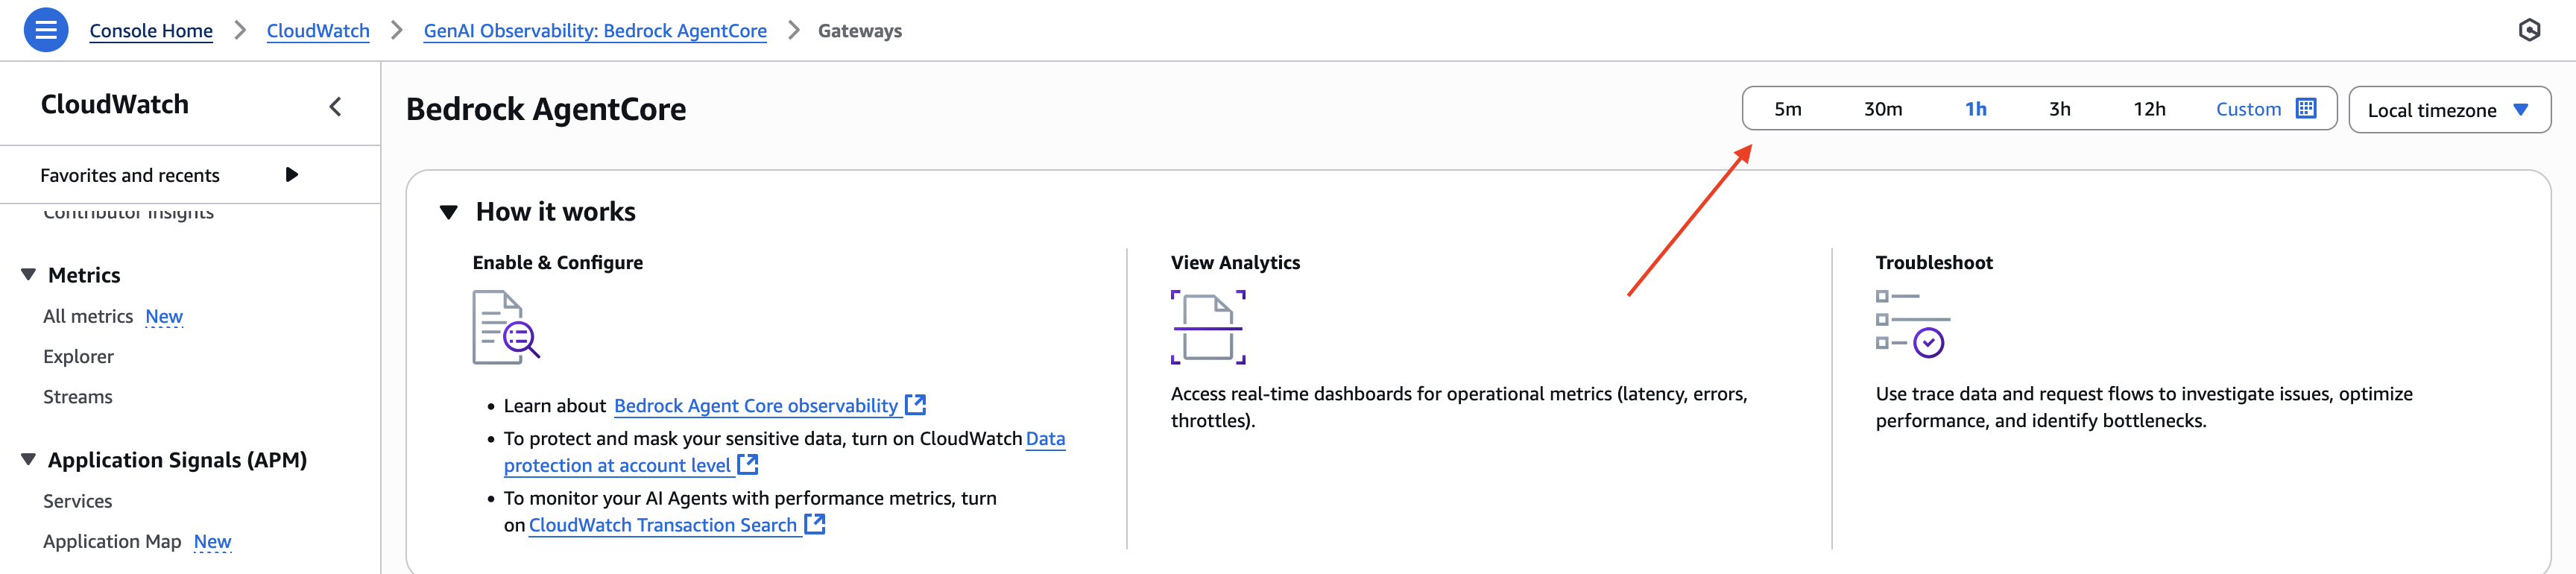 Console Home > CloudWatch > GenAI Observability: Bedrock AgentCore > Gateways
CloudWatch
Favorites and recents
Contributor Insights
Metrics
All metrics New
Explorer
Streams
Application Signals (APM)
Services
Application Map New
Bedrock AgentCore
5m 30m 1h 3h 12h Custom
Local timezone
How it works
Enable & Configure
Learn about Bedrock Agent Core observability
To protect and mask your sensitive data, turn on CloudWatch Data
protection at account level
To monitor your AI Agents with performance metrics, turn
on CloudWatch Transaction Search
View Analytics
Access real-time dashboards for operational metrics (latency, errors,
throttles).
Troubleshoot
Use trace data and request flows to investigate issues, optimize
performance, and identify bottlenecks.